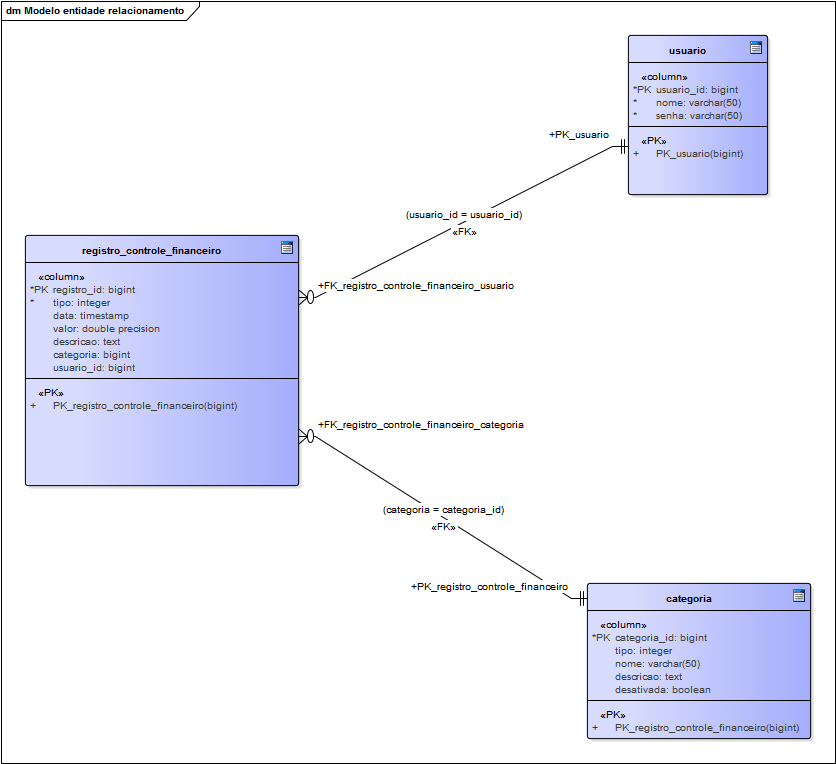 dm Modelo entidade relacionamento
usuario
«column»
*PK usuario_id: bigint
* nome: varchar(50)
* senha: varchar(50)
«PK»
+ PK_usuario(bigint)
+PK_usuario
(usuario_id = usuario_id)
«FK»
+FK_registro_controle_financeiro_usuario
registro_controle_financeiro
«column»
*PK registro_id: bigint
* tipo: integer
data: timestamp
valor: double precision
descricao: text
categoria: bigint
usuario_id: bigint
«PK»
+ PK_registro_controle_financeiro(bigint)
+FK_registro_controle_financeiro_categoria
(categoria = categoria_id)
«FK»
+PK_registro_controle_financeiro
categoria
«column»
*PK categoria_id: bigint
tipo: integer
nome: varchar(50)
descricao: text
desativada: boolean
«PK»
+ PK_registro_controle_financeiro(bigint)